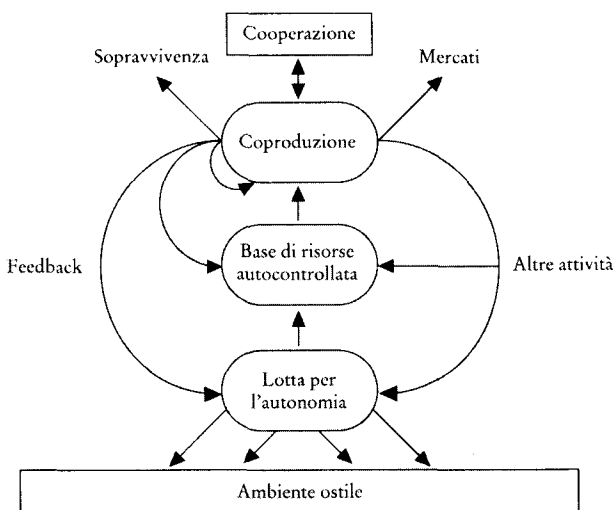 Cooperazione
Sopravvivenza
Mercati
Coproduzione
Base di risorse
autocontrollata
Feedback
Altre attività
Lotta per
l'autonomia
Ambiente ostile